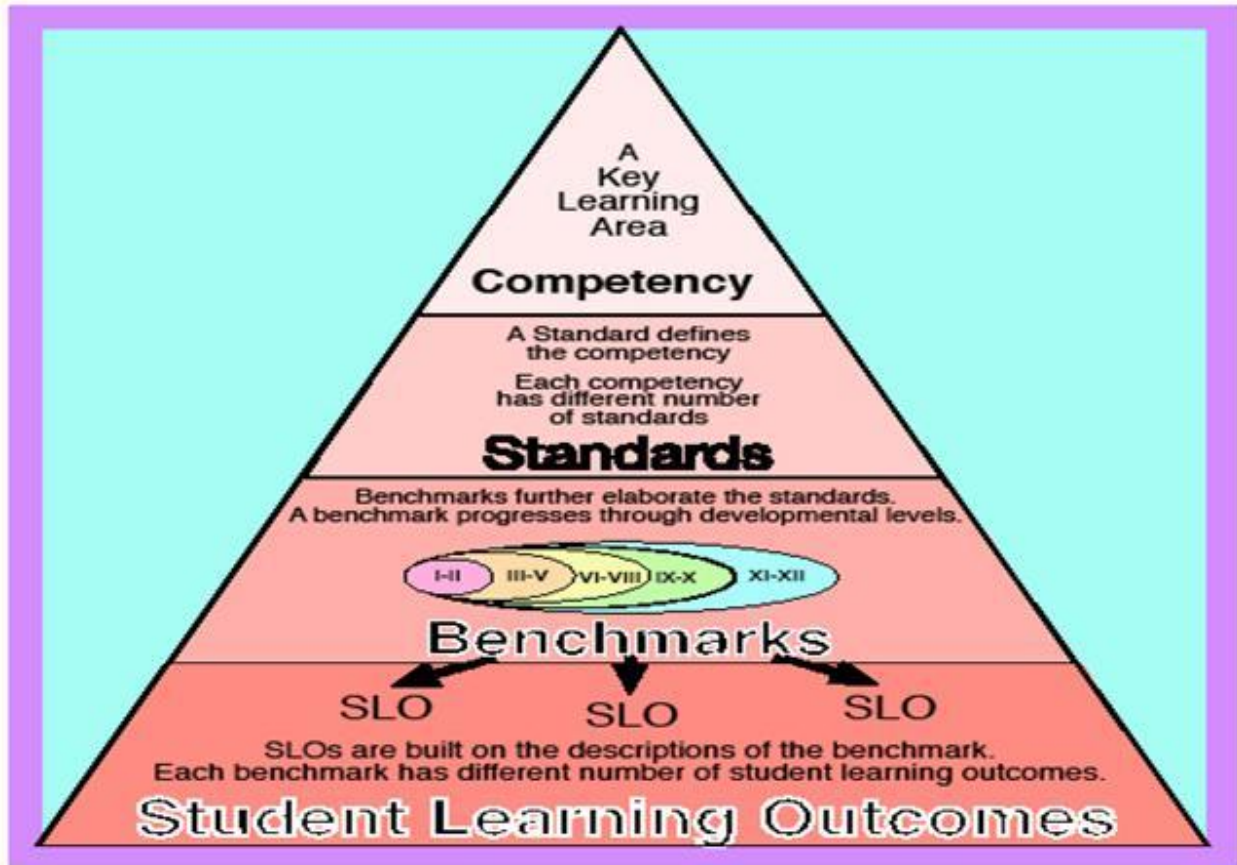 A
Key
Learning
Area
Competency
A Standard defines
the competency
Each competency
has different number
of standards
Standards
Benchmarks further elaborate the standards.
A benchmark progresses through developmental levels.
I-II III-V VI-VIII IX-X XI-XII
Benchmarks
SLO SLO SLO
SLOs are built on the descriptions of the benchmark.
Each benchmark has different number of student learning outcomes.
Student Learning Outcomes